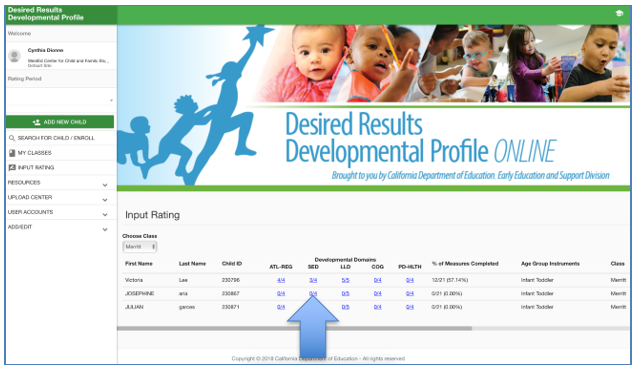 Desired Results
Developmental Profile
Welcome
Cynthia Dionne
WestEd Center for Child and Family Stu...
Default Site
Rating Period
ADD NEW CHILD
SEARCH FOR CHILD / ENROLL
MY CLASSES
INPUT RATING
RESOURCES
UPLOAD CENTER
USER ACCOUNTS
ADD/EDIT
Desired Results
Developmental Profile ONLINE
Brought to you by California Department of Education Early Education and Support Division
Input Rating
Choose Class
Merritt
Developmental Domains
First Name Last Name Child ID ATL-REG SED LLD COG PD-HLTH % of Measures Completed Age Group Instruments Class
Victoria Lee 230796 4/4 3/4 5/5 0/4 0/4 12/21 (57.14%) Infant Toddler Merritt
JOSEPHINE aria 230867 0/4 0/4 0/5 0/4 0/4 0/21 (0.00%) Infant Toddler Merritt
JULIAN garces 230871 0/4 0/5 0/4 0/4 0/21 (0.00%) Infant Toddler Merritt
Copyright © 2018 California Department of Education - All rights reserved